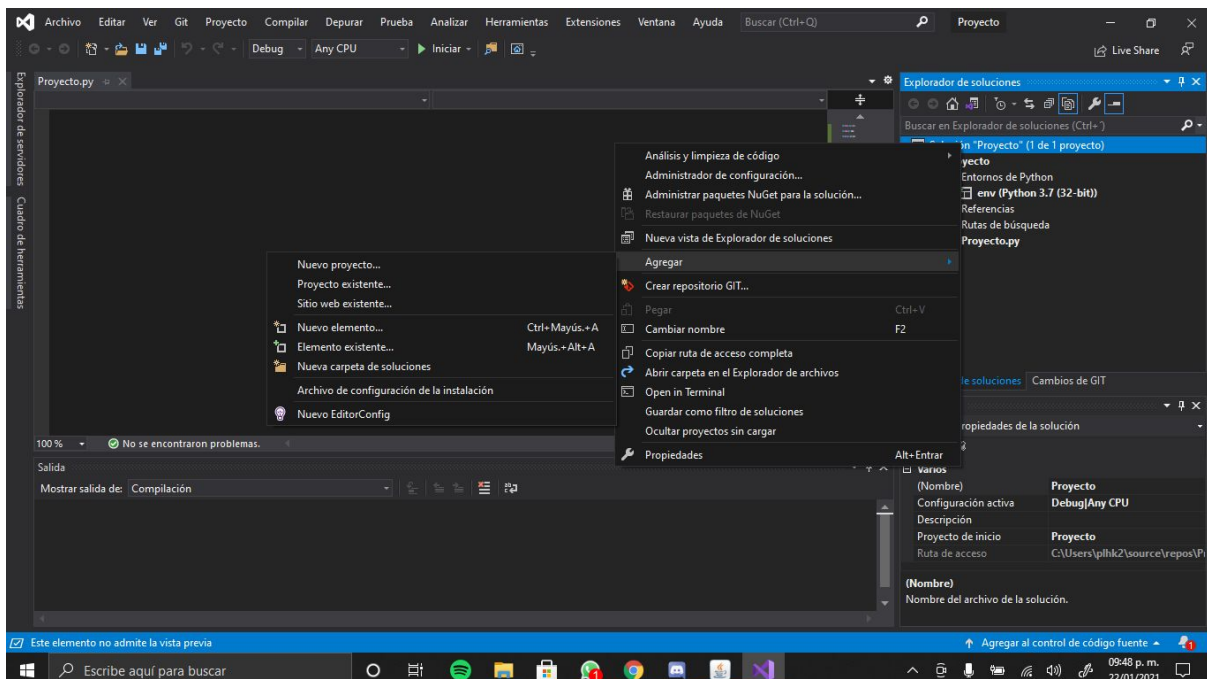 Archivo Editar Ver Git Proyecto Compilar Depurar Prueba Analizar Herramientas Extensiones Ventana Ayuda Buscar (Ctrl+Q) Proyecto
Debug Any CPU Iniciar Live Share
Explorador de servidores
Cuadro de herramientas
Proyecto.py
Explorador de soluciones
Buscar en Explorador de soluciones (Ctrl+´)
"Proyecto" (1 de 1 proyecto)
yecto
Entornos de Python
env (Python 3.7 (32-bit))
Referencias
Rutas de búsqueda
Proyecto.py
Análisis y limpieza de código
Administrador de configuración...
Administrar paquetes NuGet para la solución...
Restaurar paquetes de NuGet
Nueva vista de Explorador de soluciones
Agregar
Crear repositorio GIT...
Pegar Ctrl+V
Cambiar nombre F2
Copiar ruta de acceso completa
Abrir carpeta en el Explorador de archivos
Open in Terminal
Guardar como filtro de soluciones
Ocultar proyectos sin cargar
Propiedades Alt+Entrar
Nuevo proyecto...
Proyecto existente...
Sitio web existente...
Nuevo elemento... Ctrl+Mayús.+A
Elemento existente... Mayús.+Alt+A
Nueva carpeta de soluciones
Archivo de configuración de la instalación
Nuevo EditorConfig
de soluciones Cambios de GIT
ropiedades de la solución
100 % No se encontraron problemas.
Salida
Mostrar salida de: Compilación
Varios
(Nombre) Proyecto
Configuración activa Debug|Any CPU
Descripción
Proyecto de inicio Proyecto
Ruta de acceso C:\Users\plhk2\source\repos\Pr
(Nombre)
Nombre del archivo de la solución.
Este elemento no admite la vista previa Agregar al control de código fuente 1
Escribe aquí para buscar 09:48 p. m.
22/01/2021